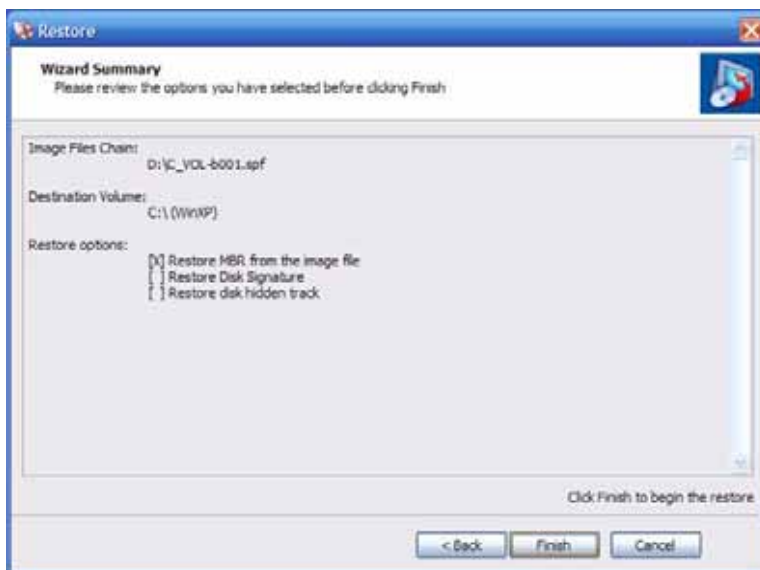 Restore
Wizard Summary
Please review the options you have selected before clicking Finish
Image Files Chain:
D:\C_VOL-b001.spf
Destination Volume:
C:\ (WinXP)
Restore options:
[X] Restore MBR from the image file
[ ] Restore Disk Signature
[ ] Restore disk hidden track
Click Finish to begin the restore
< Back Finish Cancel